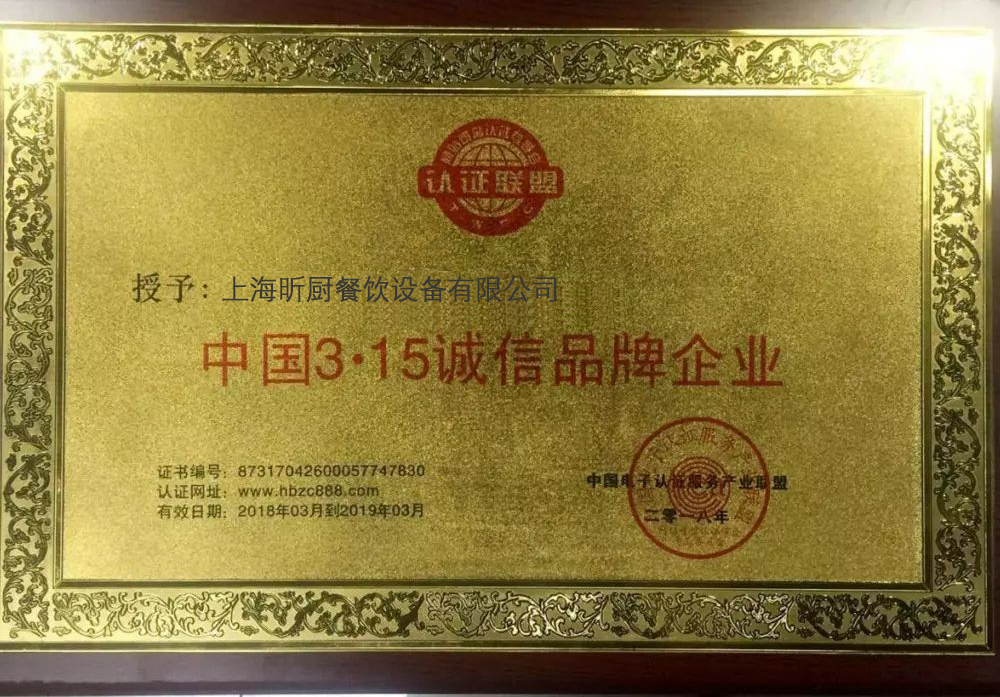 认证联盟
授予：上海昕厨餐饮设备有限公司
中国3·15诚信品牌企业
证书编号：87317042600057747830
认证网址：www.hbzc888.com
有效日期：2018年03月到2019年03月
中国电子认证服务产业联盟
二零一八年